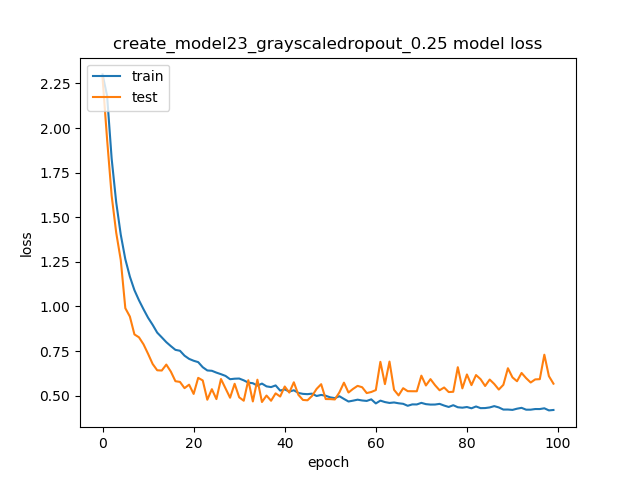 create_model23_grayscaledropout_0.25 model loss
train
test
2.25
2.00
1.75
1.50
1.25
1.00
0.75
0.50
loss
0 20 40 60 80 100
epoch